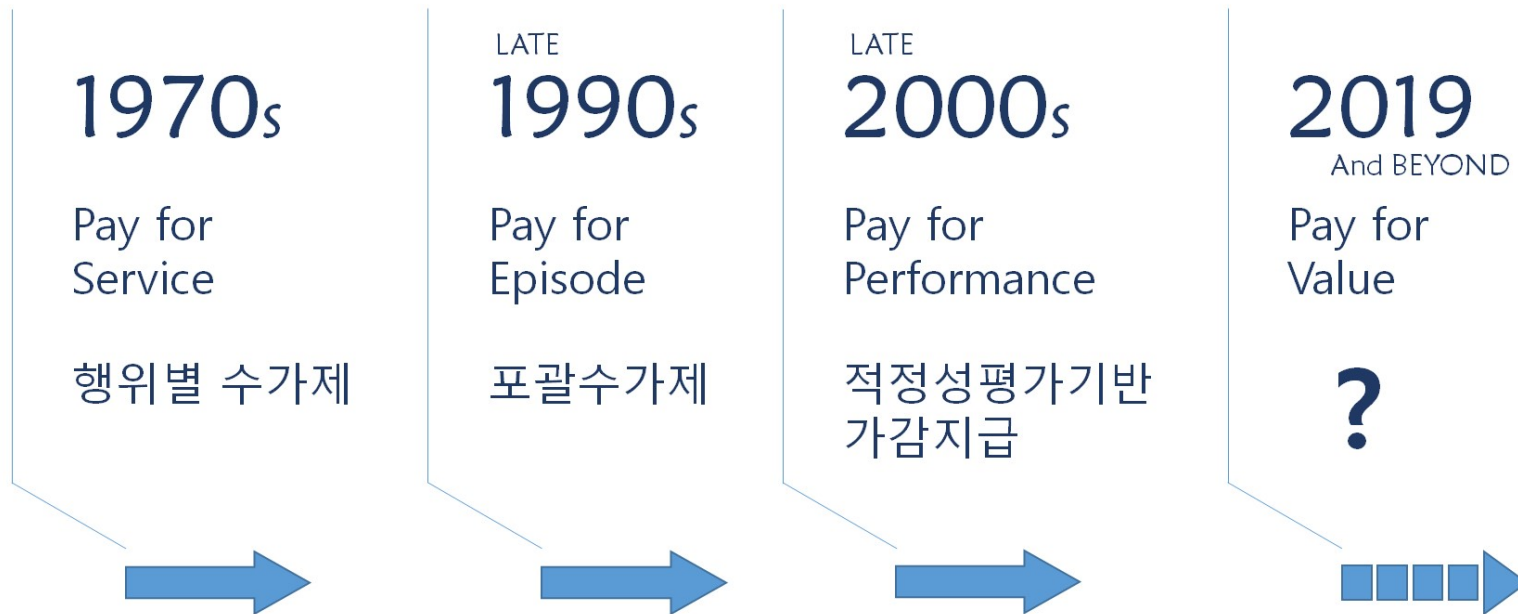 1970s
Pay for
Service
행위별 수가제
LATE
1990s
Pay for
Episode
포괄수가제
LATE
2000s
Pay for
Performance
적정성평가기반
가감지급
2019
And BEYOND
Pay for
Value
?